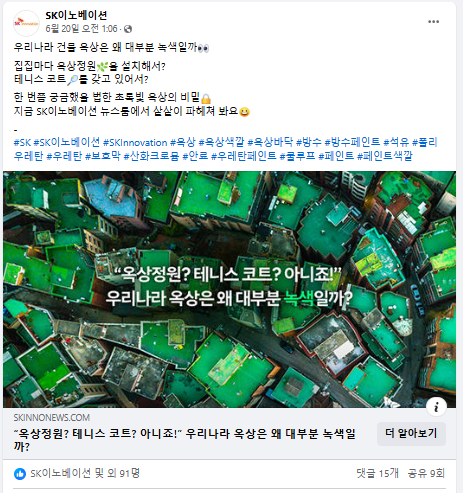 SK이노베이션
6월 20일 오전 1:06 ·
우리나라 건물 옥상은 왜 대부분 녹색일까👀
집집마다 옥상정원🌿을 설치해서?
테니스 코트🎾를 갖고 있어서?
한 번쯤 궁금했을 법한 초록빛 옥상의 비밀🔒
지금 SK이노베이션 뉴스룸에서 샅샅이 파헤쳐 봐요😀
-
#SK #SK이노베이션 #SKInnovation #옥상 #옥상색깔 #옥상바닥 #방수 #방수페인트 #석유 #폴리
우레탄 #우레탄 #보호막 #산화크로뮴 #안료 #우레탄페인트 #쿨루프 #페인트 #페인트색깔
“옥상정원? 테니스 코트? 아니죠!”
우리나라 옥상은 왜 대부분 녹색일까?
SKINNONEWS.COM
“옥상정원? 테니스 코트? 아니죠!” 우리나라 옥상은 왜 대부분 녹색일
까?
더 알아보기
SK이노베이션 및 외 91명
댓글 15개 공유 9회